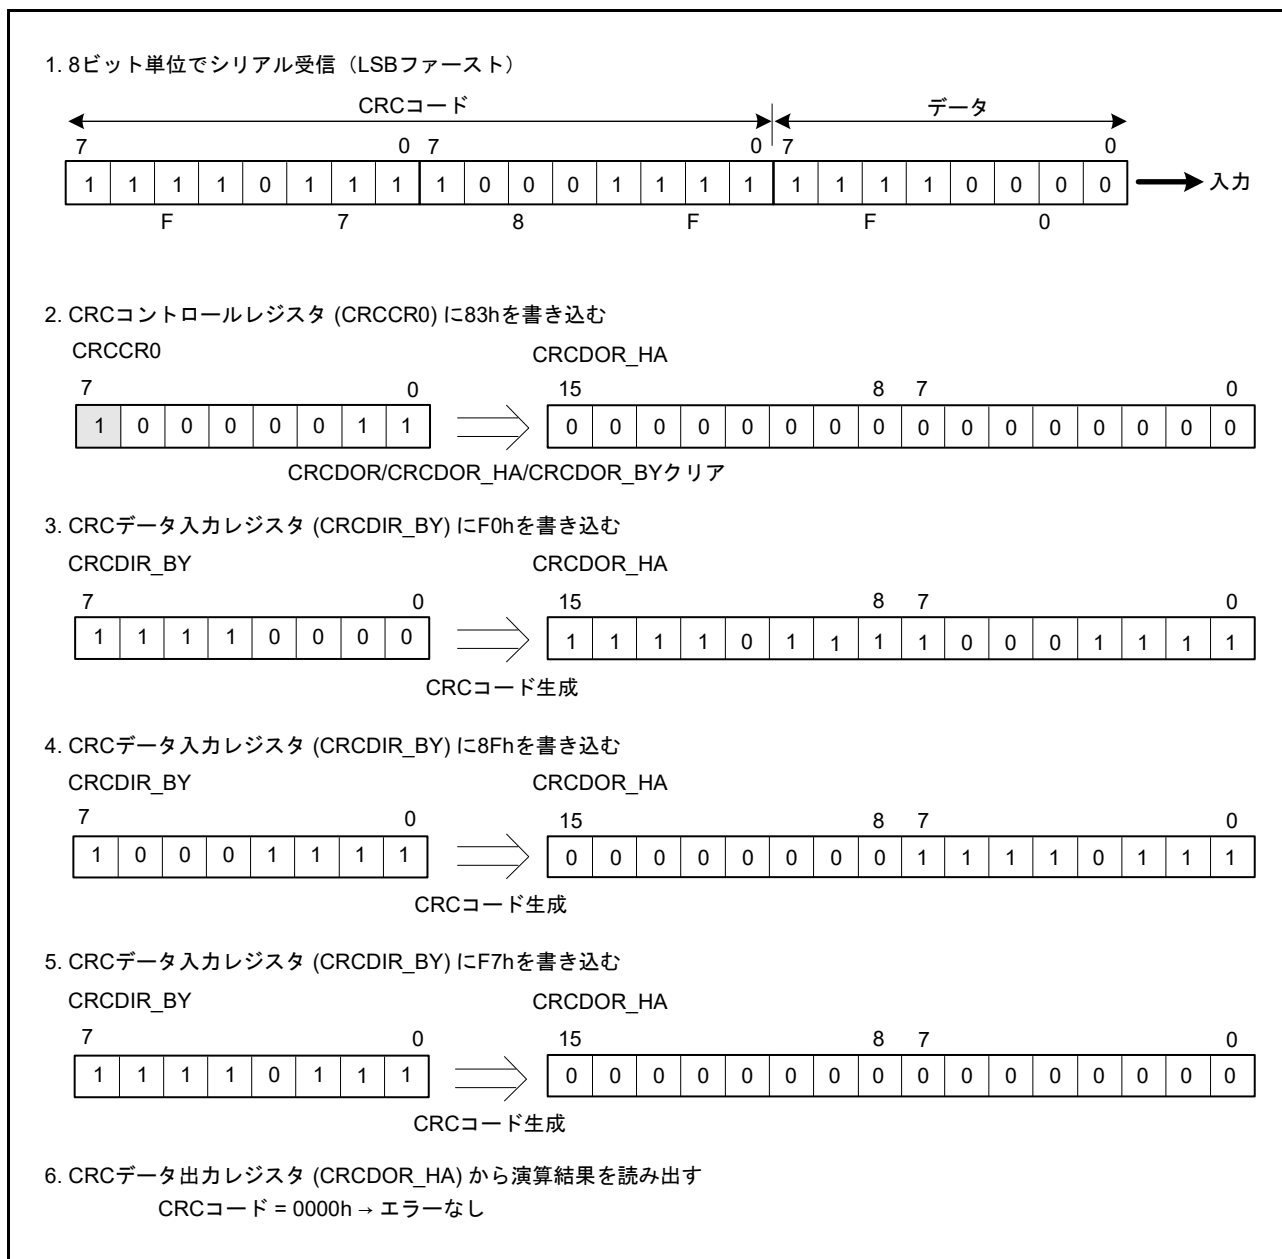 1. 8ビット単位でシリアル受信（LSBファースト）
CRCコード データ
7 0 7 0 7 0
1 1 1 1 0 1 1 1 1 0 0 0 1 1 1 1 1 1 1 1 0 0 0 0 入力
F 7 8 F F 0
2. CRCコントロールレジスタ (CRCCR0) に83hを書き込む
CRCCR0 CRCDOR_HA
7 0 15 8 7 0
1 0 0 0 0 0 1 1 0 0 0 0 0 0 0 0 0 0 0 0 0 0 0 0
CRCDOR/CRCDOR_HA/CRCDOR_BYクリア
3. CRCデータ入力レジスタ (CRCDIR_BY) にF0hを書き込む
CRCDIR_BY CRCDOR_HA
7 0 15 8 7 0
1 1 1 1 0 0 0 0 1 1 1 1 0 1 1 1 1 0 0 0 1 1 1 1
CRCコード生成
4. CRCデータ入力レジスタ (CRCDIR_BY) に8Fhを書き込む
CRCDIR_BY CRCDOR_HA
7 0 15 8 7 0
1 0 0 0 1 1 1 1 0 0 0 0 0 0 0 0 1 1 1 1 0 1 1 1
CRCコード生成
5. CRCデータ入力レジスタ (CRCDIR_BY) にF7hを書き込む
CRCDIR_BY CRCDOR_HA
7 0 15 8 7 0
1 1 1 1 0 1 1 1 0 0 0 0 0 0 0 0 0 0 0 0 0 0 0 0
CRCコード生成
6. CRCデータ出力レジスタ (CRCDOR_HA) から演算結果を読み出す
CRCコード = 0000h → エラーなし